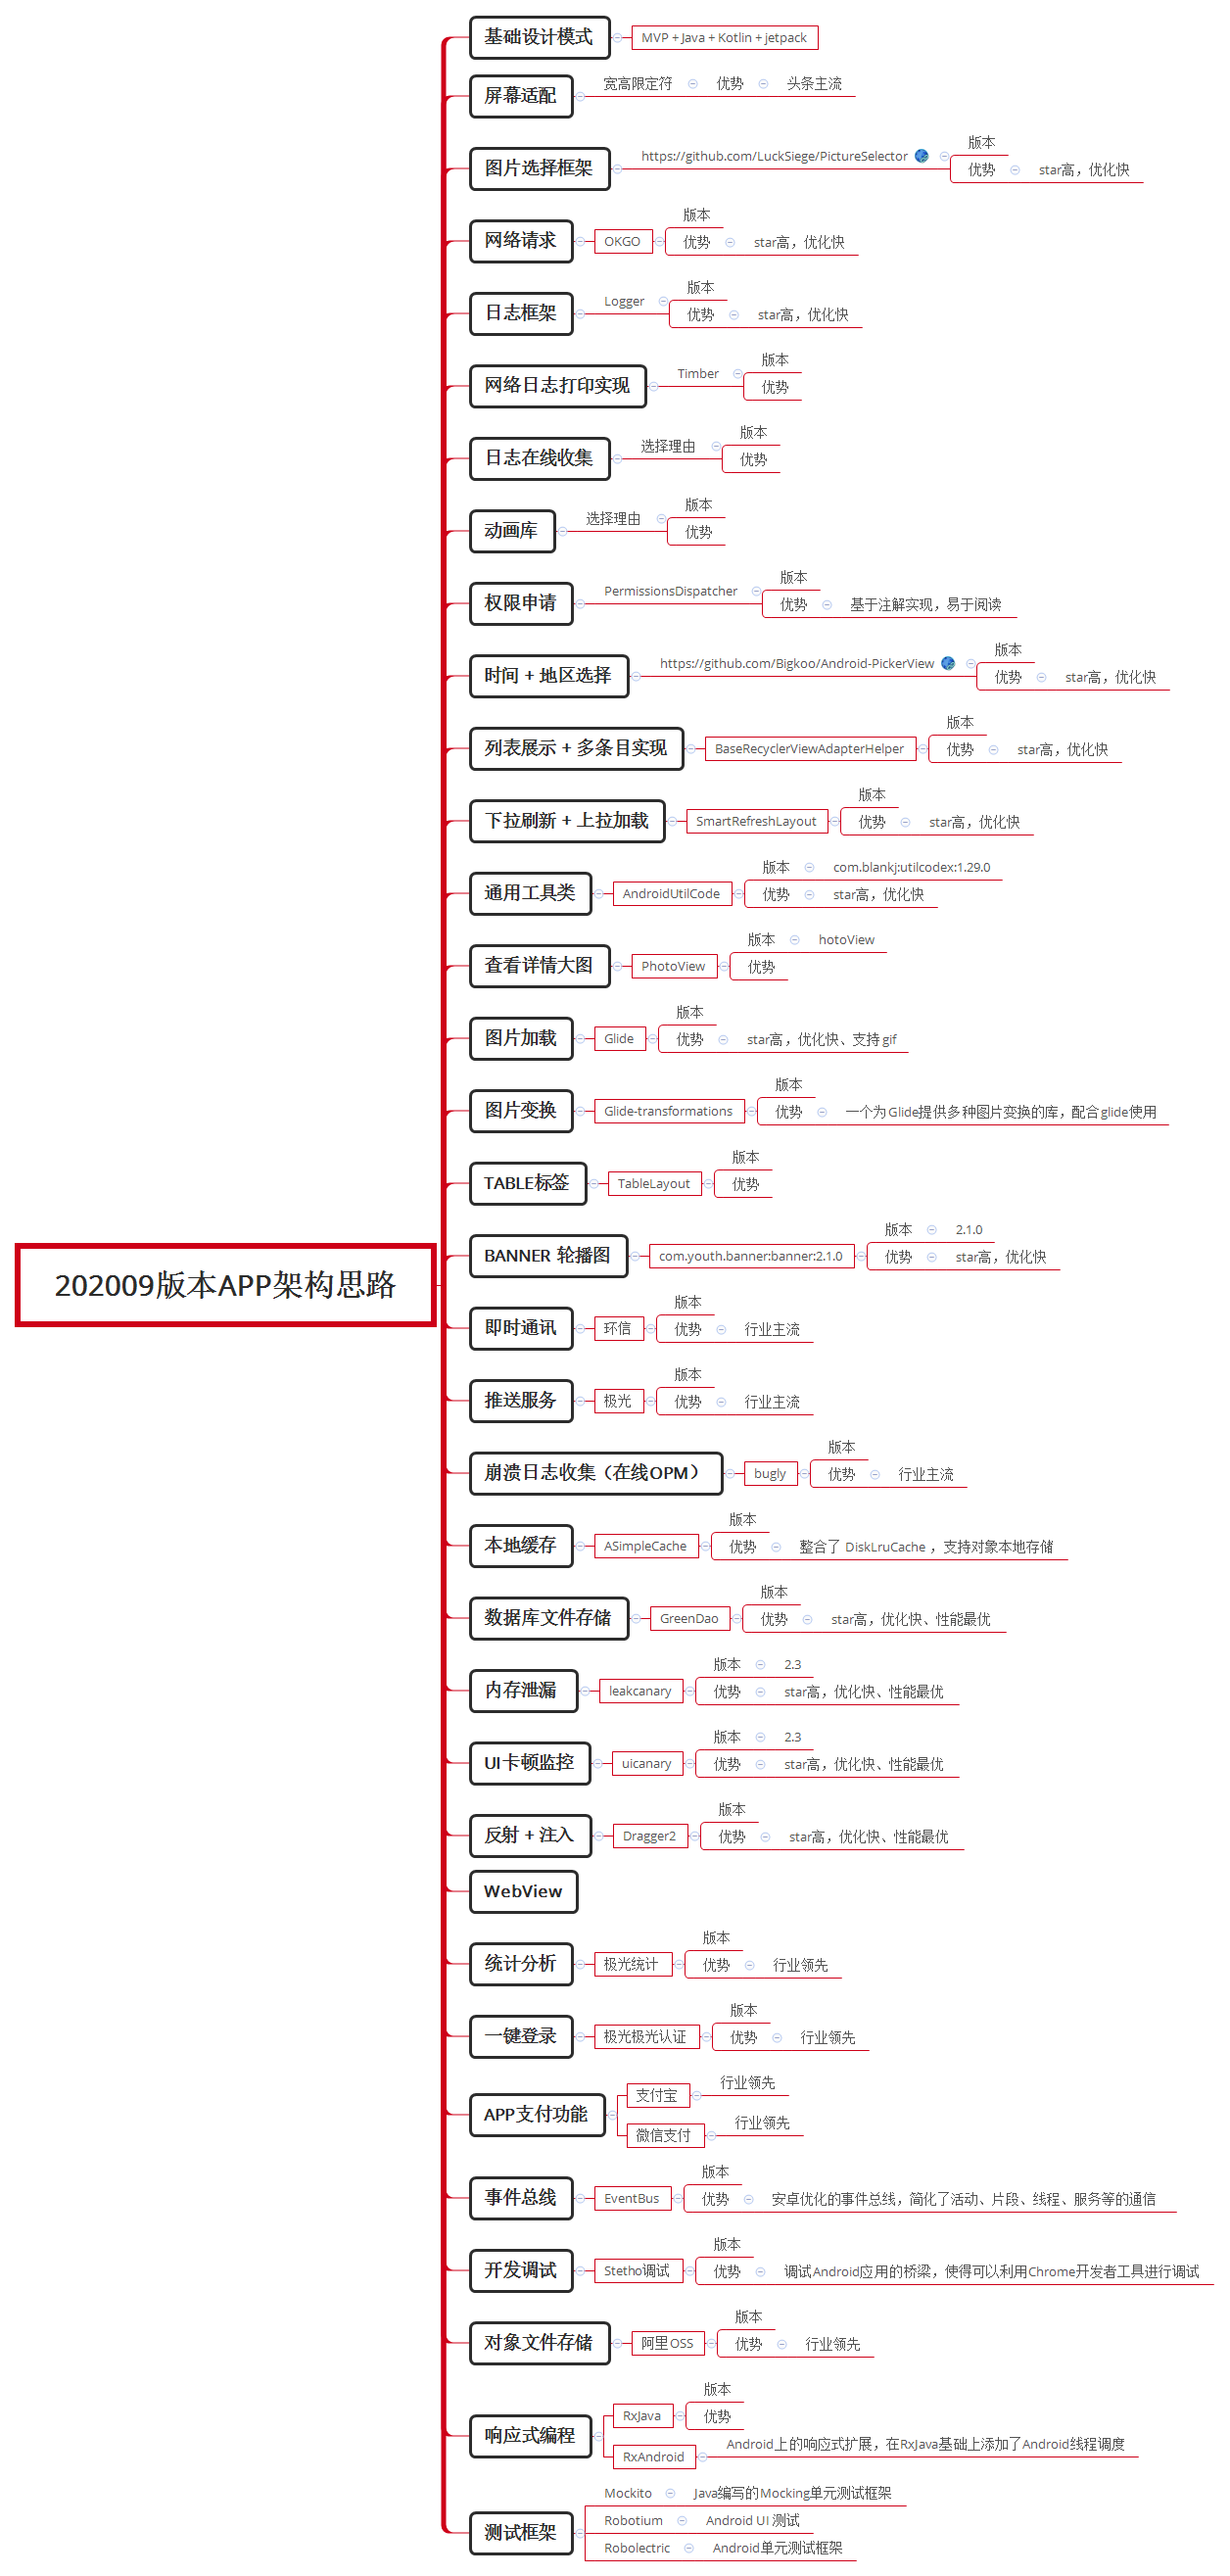 202009版本APP架构思路
基础设计模式
MVP + Java + Kotlin + jetpack
屏幕适配
宽高限定符
优势
头条主流
图片选择框架
https://github.com/LuckSiege/PictureSelector
版本
优势
star高，优化快
网络请求
OKGO
版本
优势
star高，优化快
日志框架
Logger
版本
优势
star高，优化快
网络日志打印实现
Timber
版本
优势
日志在线收集
选择理由
版本
优势
动画库
选择理由
版本
优势
权限申请
PermissionsDispatcher
版本
优势
基于注解实现，易于阅读
时间 + 地区选择
https://github.com/Bigkoo/Android-PickerView
版本
优势
star高，优化快
列表展示 + 多条目实现
BaseRecyclerViewAdapterHelper
版本
优势
star高，优化快
下拉刷新 + 上拉加载
SmartRefreshLayout
版本
优势
star高，优化快
通用工具类
AndroidUtilCode
版本
com.blankj:utilcodex:1.29.0
优势
star高，优化快
查看详情大图
PhotoView
版本
hotoView
优势
图片加载
Glide
版本
优势
star高，优化快、支持 gif
图片变换
Glide-transformations
版本
优势
一个为Glide提供多种图片变换的库，配合glide使用
TABLE标签
TableLayout
版本
优势
BANNER 轮播图
com.youth.banner:banner:2.1.0
版本
2.1.0
优势
star高，优化快
即时通讯
环信
版本
优势
行业主流
推送服务
极光
版本
优势
行业主流
崩溃日志收集（在线OPM）
bugly
版本
优势
行业主流
本地缓存
ASimpleCache
版本
优势
整合了 DiskLruCache ，支持对象本地存储
数据库文件存储
GreenDao
版本
优势
star高，优化快、性能最优
内存泄漏
leakcanary
版本
2.3
优势
star高，优化快、性能最优
UI卡顿监控
uicanary
版本
2.3
优势
star高，优化快、性能最优
反射 + 注入
Dragger2
版本
优势
star高，优化快、性能最优
WebView
统计分析
极光统计
版本
优势
行业领先
一键登录
极光极光认证
版本
优势
行业领先
APP支付功能
支付宝
行业领先
微信支付
行业领先
事件总线
EventBus
版本
优势
安卓优化的事件总线，简化了活动、片段、线程、服务等的通信
开发调试
Stetho调试
版本
优势
调试Android应用的桥梁，使得可以利用Chrome开发者工具进行调试
对象文件存储
阿里OSS
版本
优势
行业领先
响应式编程
RxJava
版本
优势
RxAndroid
Android上的响应式扩展，在RxJava基础上添加了Android线程调度
测试框架
Mockito
Java编写的Mocking单元测试框架
Robotium
Android UI 测试
Robolectric
Android单元测试框架